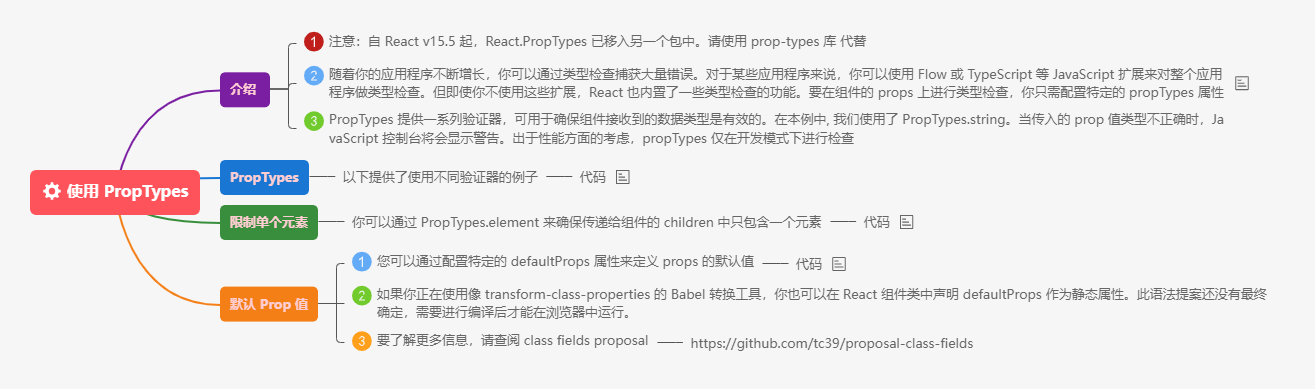 使用 PropTypes
介绍
1 注意：自 React v15.5 起，React.PropTypes 已移入另一个包中。请使用 prop-types 库 代替
2 随着你的应用程序不断增长，你可以通过类型检查捕获大量错误。对于某些应用程序来说，你可以使用 Flow 或 TypeScript 等 JavaScript 扩展来对整个应用
程序做类型检查。但即使你不使用这些扩展，React 也内置了一些类型检查的功能。要在组件的 props 上进行类型检查，你只需配置特定的 propTypes 属性
3 PropTypes 提供一系列验证器，可用于确保组件接收到的数据类型是有效的。在本例中, 我们使用了 PropTypes.string。当传入的 prop 值类型不正确时，Ja
vaScript 控制台将会显示警告。出于性能方面的考虑，propTypes 仅在开发模式下进行检查
PropTypes 以下提供了使用不同验证器的例子 代码
限制单个元素 你可以通过 PropTypes.element 来确保传递给组件的 children 中只包含一个元素 代码
默认 Prop 值
1 您可以通过配置特定的 defaultProps 属性来定义 props 的默认值 代码
2 如果你正在使用像 transform-class-properties 的 Babel 转换工具，你也可以在 React 组件类中声明 defaultProps 作为静态属性。此语法提案还没有最终
确定，需要进行编译后才能在浏览器中运行。
3 要了解更多信息，请查阅 class fields proposal https://github.com/tc39/proposal-class-fields